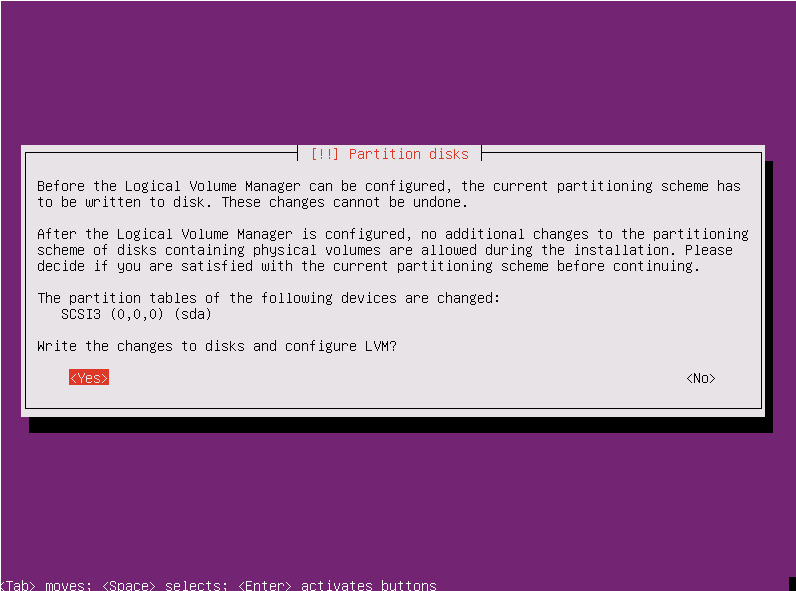 [!!] Partition disks
Before the Logical Volume Manager can be configured, the current partitioning scheme has
to be written to disk. These changes cannot be undone.
After the Logical Volume Manager is configured, no additional changes to the partitioning
scheme of disks containing physical volumes are allowed during the installation. Please
decide if you are satisfied with the current partitioning scheme before continuing.
The partition tables of the following devices are changed:
SCSI3 (0,0,0) (sda)
Write the changes to disks and configure LVM?
<Yes> <No>
<Tab> moves; <Space> selects; <Enter> activates buttons